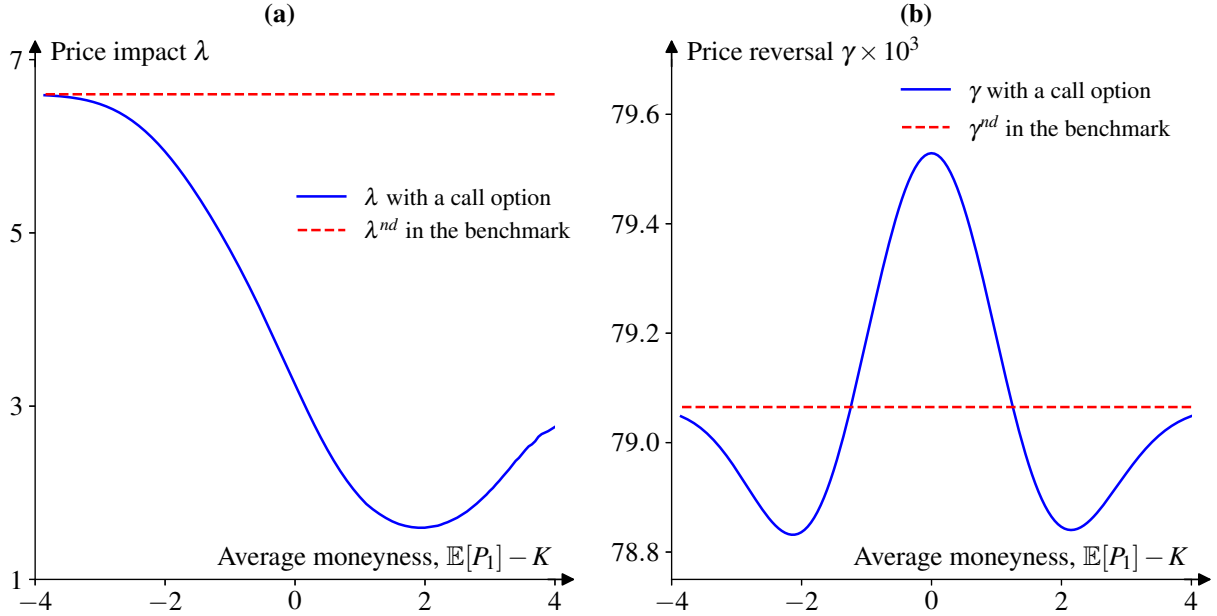 (a)
Price impact λ
7
5
3
1
λ with a call option
λ^{nd} in the benchmark
Average moneyness, 𝔼[P₁] − K
−4 −2 0 2 4
(b)
Price reversal γ × 10³
79.6
79.4
79.2
79.0
78.8
γ with a call option
γ^{nd} in the benchmark
Average moneyness, 𝔼[P₁] − K
−4 −2 0 2 4